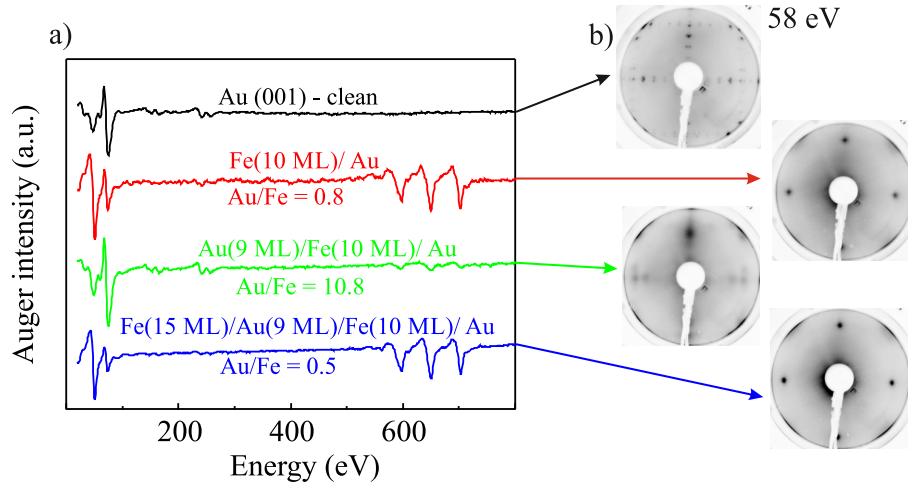 a)
b)
58 eV
Auger intensity (a.u.)
Au (001) - clean
Fe(10 ML)/ Au
Au/Fe = 0.8
Au(9 ML)/Fe(10 ML)/ Au
Au/Fe = 10.8
Fe(15 ML)/Au(9 ML)/Fe(10 ML)/ Au
Au/Fe = 0.5
200 400 600
Energy (eV)